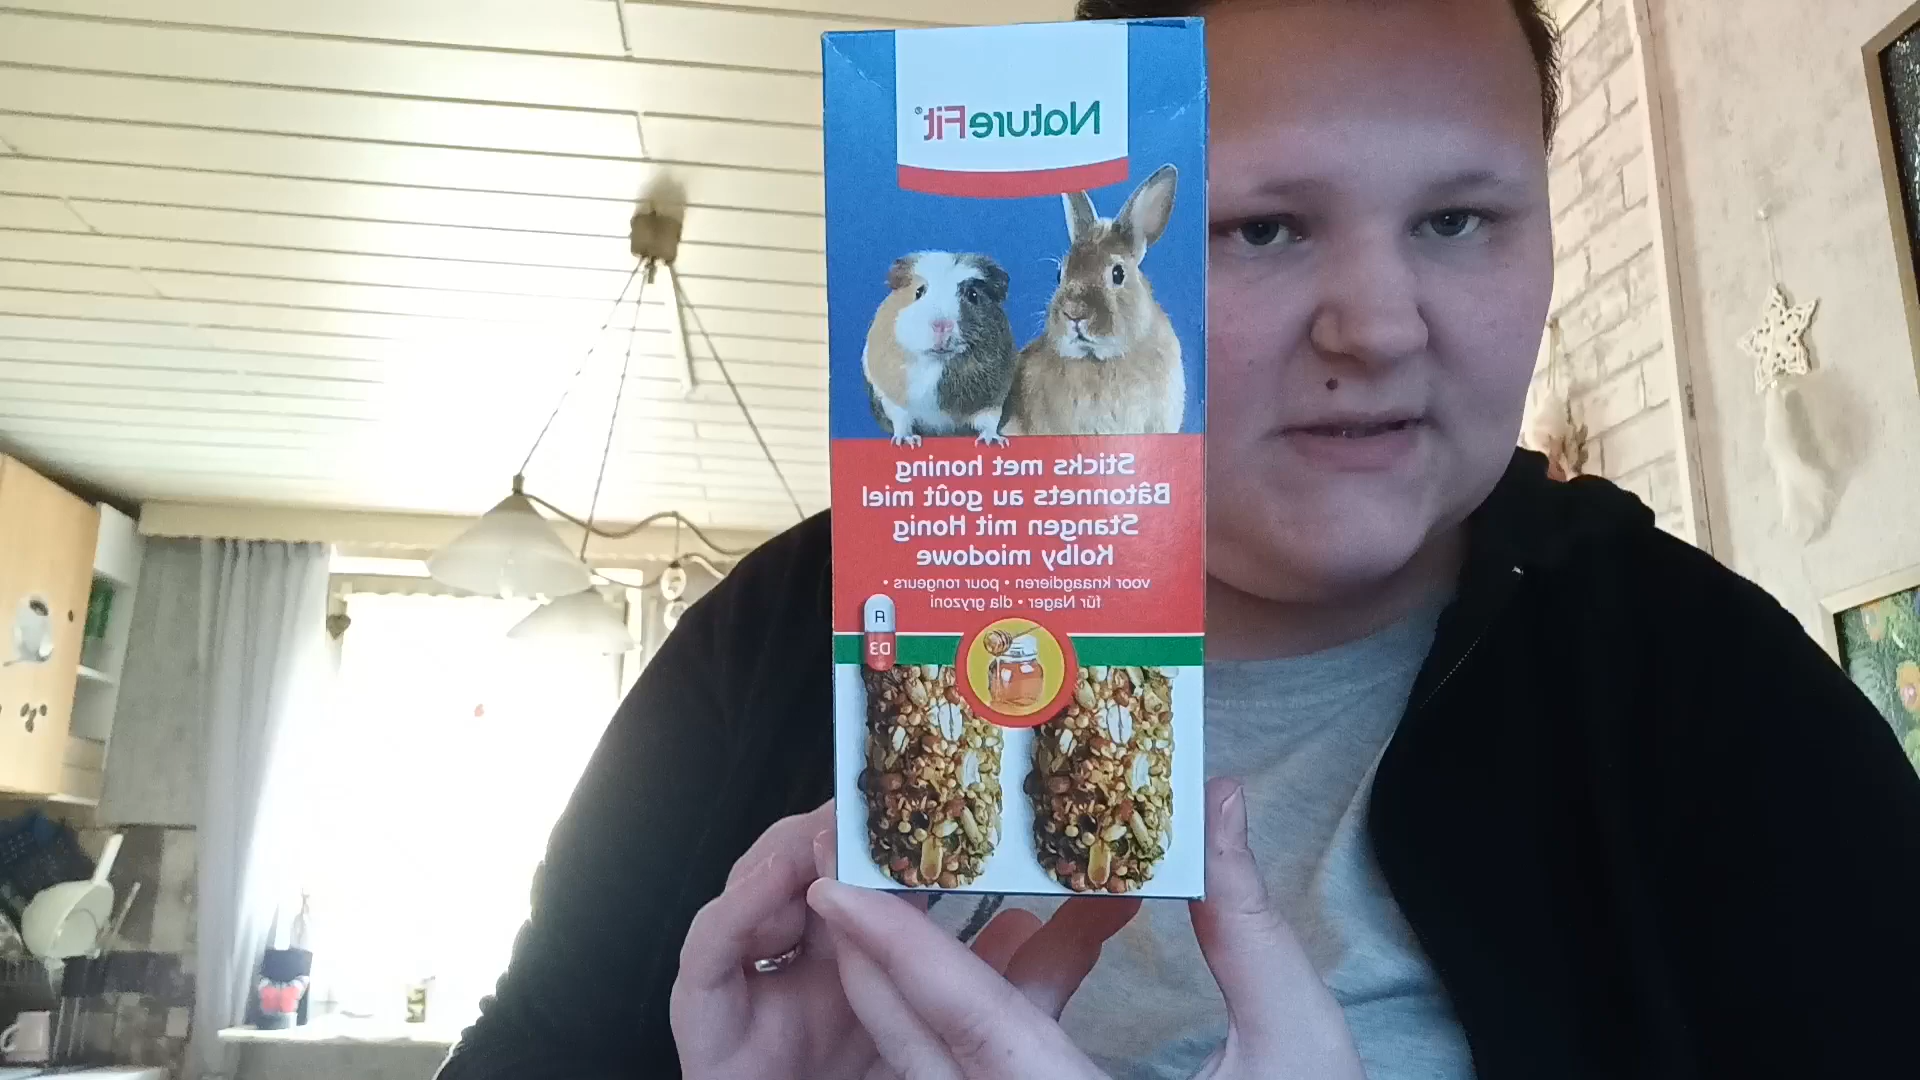 NatureFit®
Sticks met honing
Bâtonnets au goût miel
Stangen mit Honig
Kolby miodowe
voor knaagdieren • pour rongeurs •
für Nager • dla gryzoni
A
D3